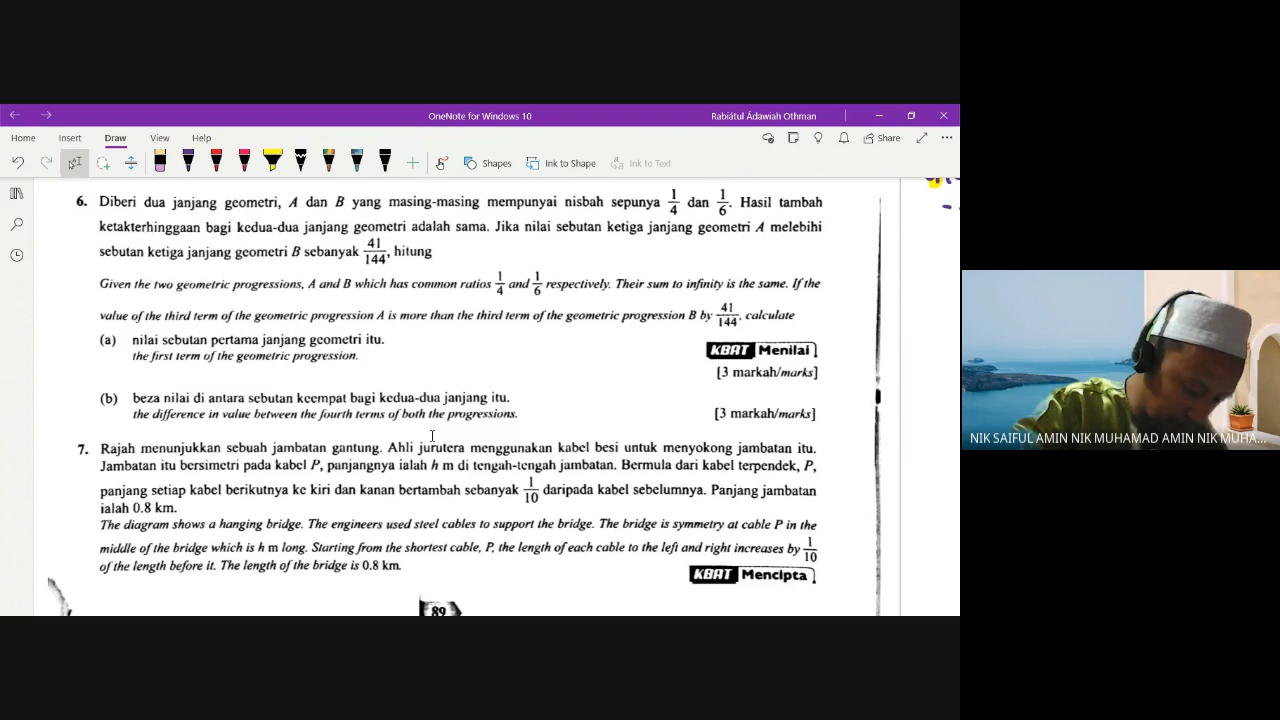 OneNote for Windows 10
Rabiátul Ádawiah Othman
Home Insert Draw View Help
Share
Shapes Ink to Shape Ink to Text
6. Diberi dua janjang geometri, A dan B yang masing-masing mempunyai nisbah sepunya 1/4 dan 1/6. Hasil tambah
ketakterhinggaan bagi kedua-dua janjang geometri adalah sama. Jika nilai sebutan ketiga janjang geometri A melebihi
sebutan ketiga janjang geometri B sebanyak 41/144, hitung
Given the two geometric progressions, A and B which has common ratios 1/4 and 1/6 respectively. Their sum to infinity is the same. If the
value of the third term of the geometric progression A is more than the third term of the geometric progression B by 41/144, calculate
(a) nilai sebutan pertama janjang geometri itu.
the first term of the geometric progression.
KBAT Menilai
[3 markah/marks]
(b) beza nilai di antara sebutan keempat bagi kedua-dua janjang itu.
the difference in value between the fourth terms of both the progressions.
[3 markah/marks]
7. Rajah menunjukkan sebuah jambatan gantung. Ahli jurutera menggunakan kabel besi untuk menyokong jambatan itu.
Jambatan itu bersimetri pada kabel P, panjangnya ialah h m di tengah-tengah jambatan. Bermula dari kabel terpendek, P,
panjang setiap kabel berikutnya ke kiri dan kanan bertambah sebanyak 1/10 daripada kabel sebelumnya. Panjang jambatan
ialah 0.8 km.
The diagram shows a hanging bridge. The engineers used steel cables to support the bridge. The bridge is symmetry at cable P in the
middle of the bridge which is h m long. Starting from the shortest cable, P, the length of each cable to the left and right increases by 1/10
of the length before it. The length of the bridge is 0.8 km.
KBAT Mencipta
89
NIK SAIFUL AMIN NIK MUHAMAD AMIN NIK MUHA...